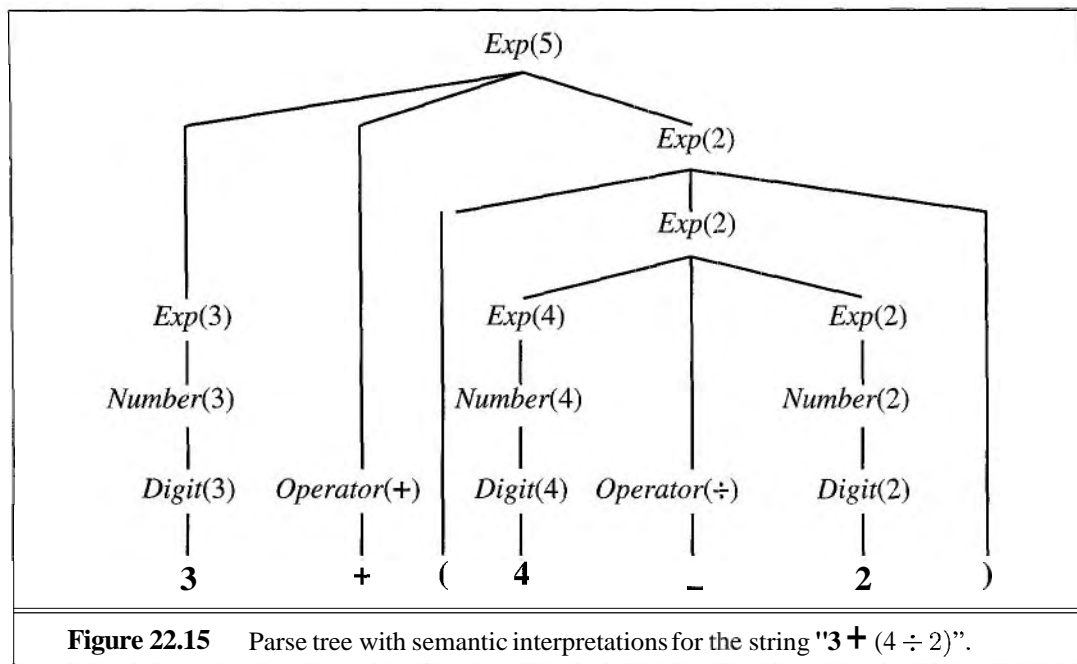 Exp(5)
Exp(2)
Exp(2)
Exp(3) Exp(4) Exp(2)
Number(3) Number(4) Number(2)
Digit(3) Operator(+) Digit(4) Operator(÷) Digit(2)
3 + ( 4 – 2 )
Figure 22.15 Parse tree with semantic interpretations for the string "3 + (4 ÷ 2)".